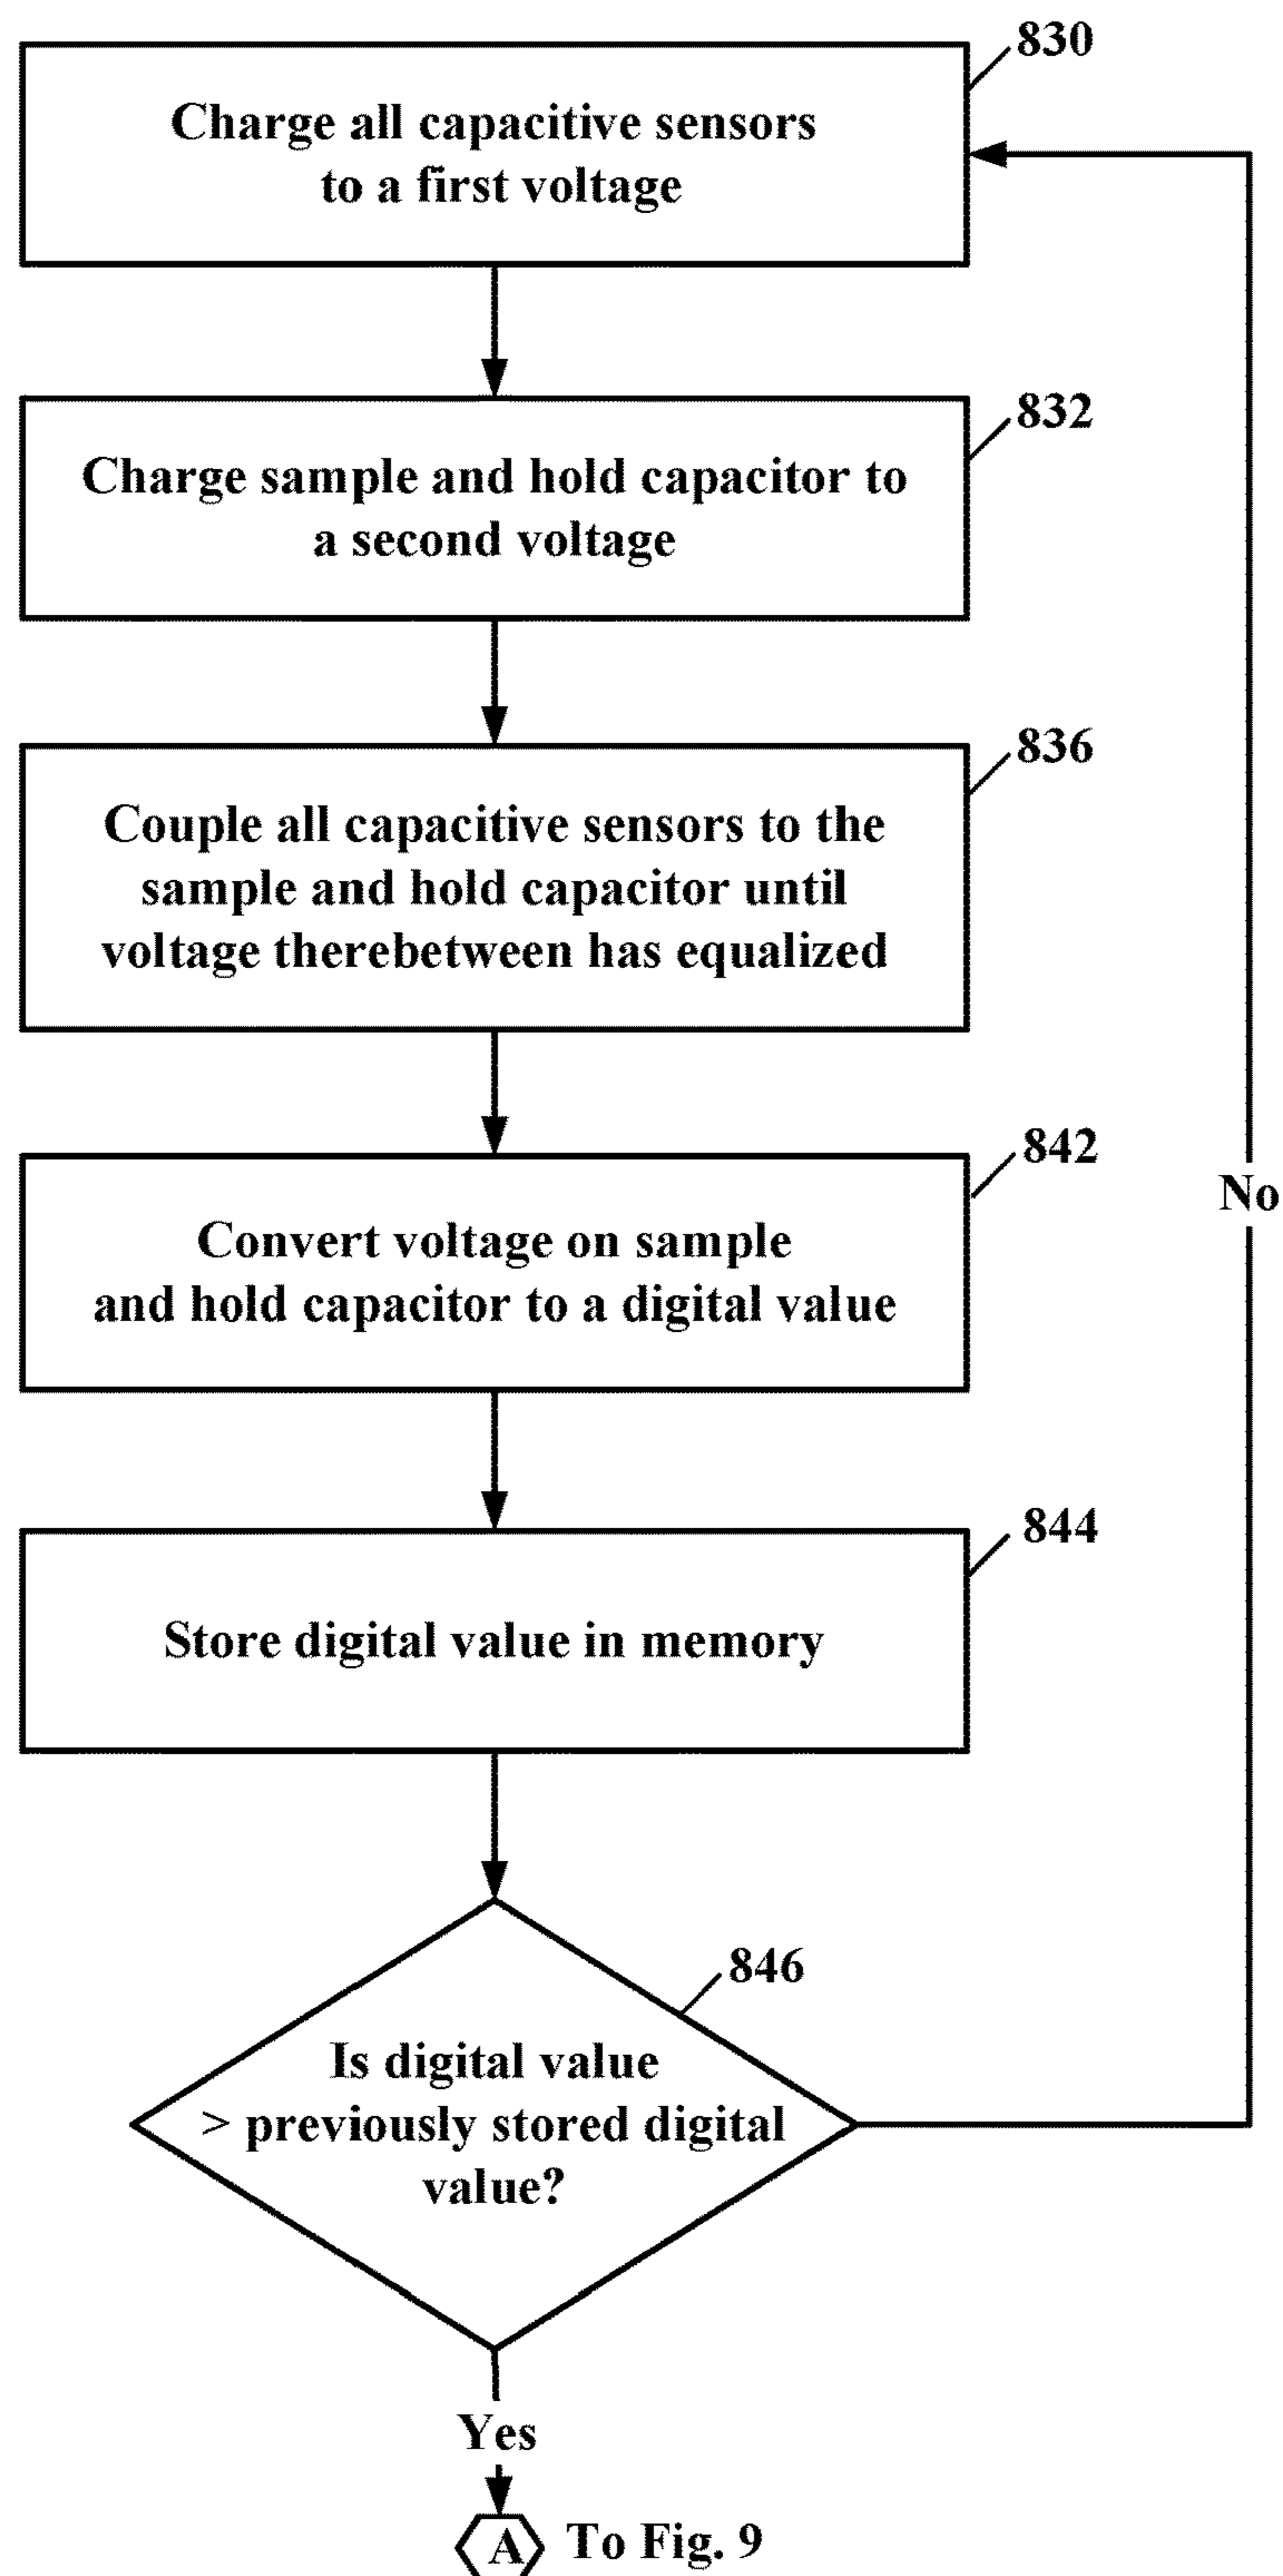 830
Charge all capacitive sensors
to a first voltage
832
Charge sample and hold capacitor to
a second voltage
836
Couple all capacitive sensors to the
sample and hold capacitor until
voltage therebetween has equalized
842
Convert voltage on sample
and hold capacitor to a digital value
No
844
Store digital value in memory
846
Is digital value
> previously stored digital
value?
Yes
A To Fig. 9